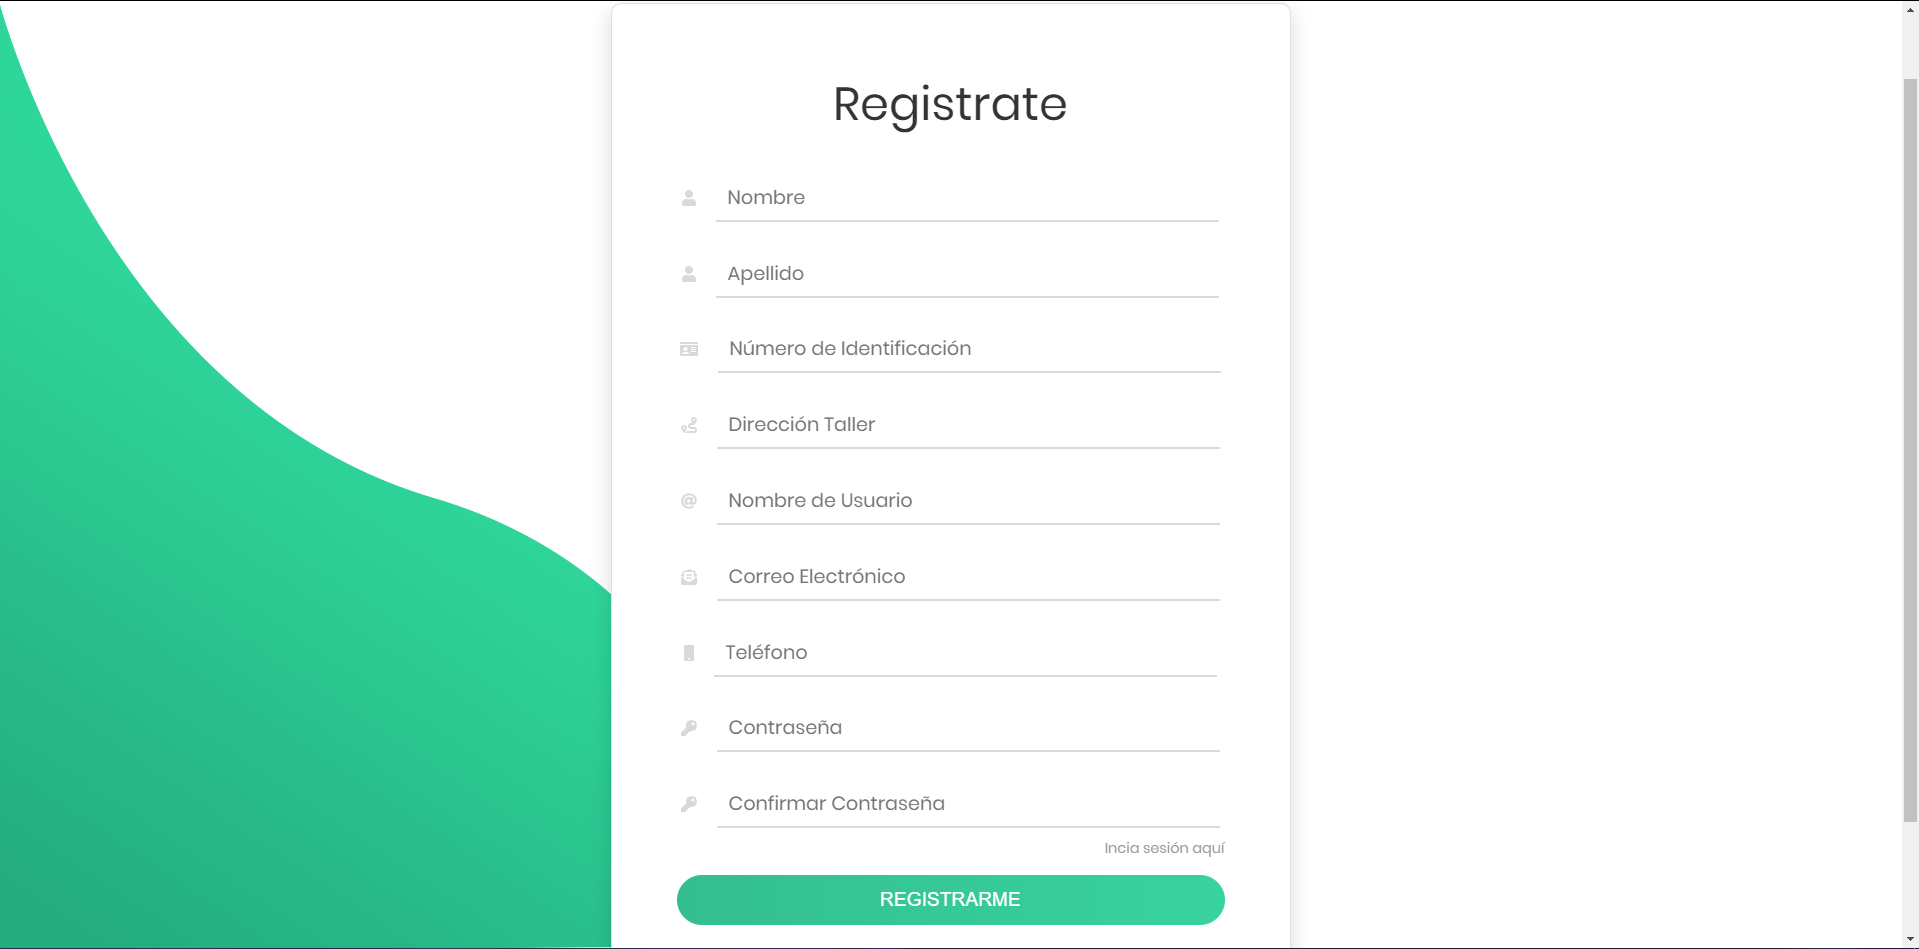 Registrate
Nombre
Apellido
Número de Identificación
Dirección Taller
Nombre de Usuario
Correo Electrónico
Teléfono
Contraseña
Confirmar Contraseña
Incia sesión aquí
REGISTRARME